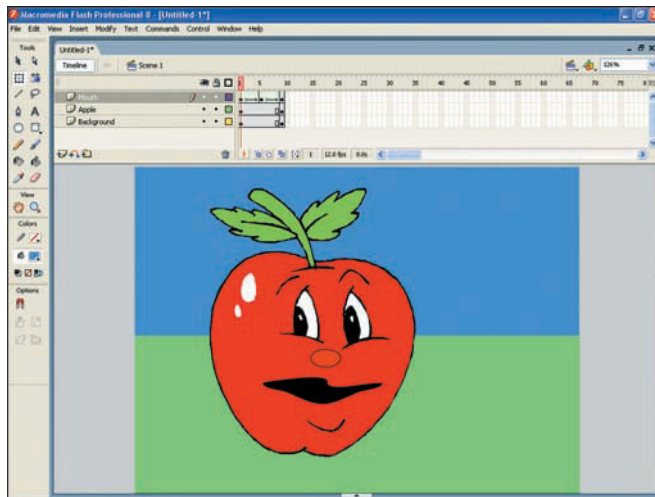 Macromedia Flash Professional 8 - [Untitled-1*]
File Edit View Insert Modify Text Commands Control Window Help
Tools
Untitled-1*
Timeline Scene 1 126%
1 5 10 15 20 25 30 35 40 45 50 55 60 65 70 75 80
Mouth
Apple
Background
1 12.0 fps 0.0s
View
Colors
Options